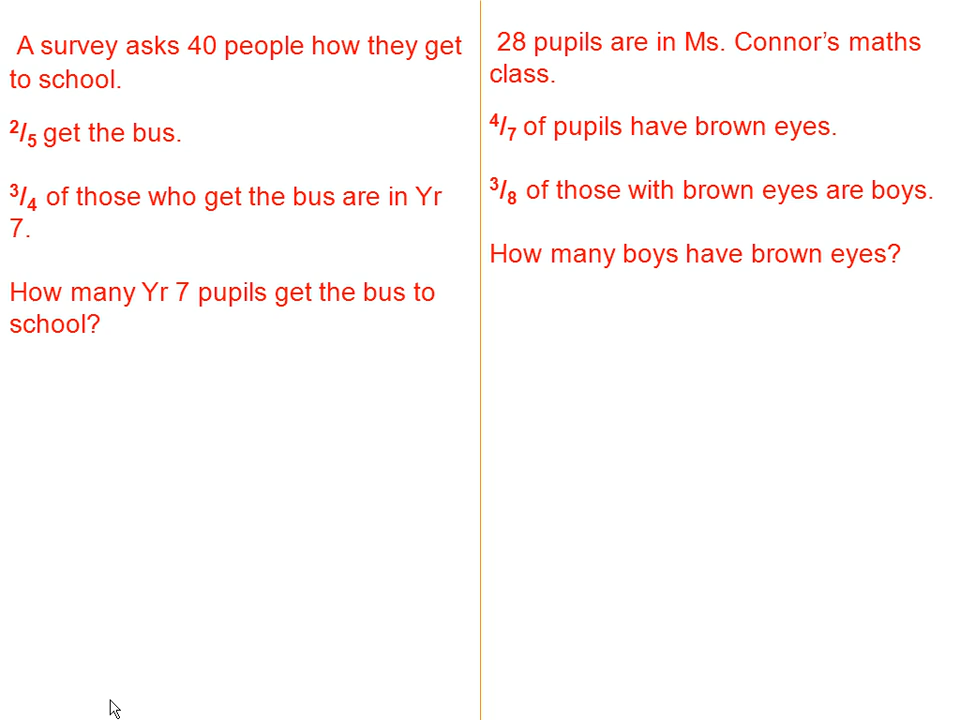 A survey asks 40 people how they get
to school.
2/5 get the bus.
3/4 of those who get the bus are in Yr
7.
How many Yr 7 pupils get the bus to
school?
28 pupils are in Ms. Connor’s maths
class.
4/7 of pupils have brown eyes.
3/8 of those with brown eyes are boys.
How many boys have brown eyes?